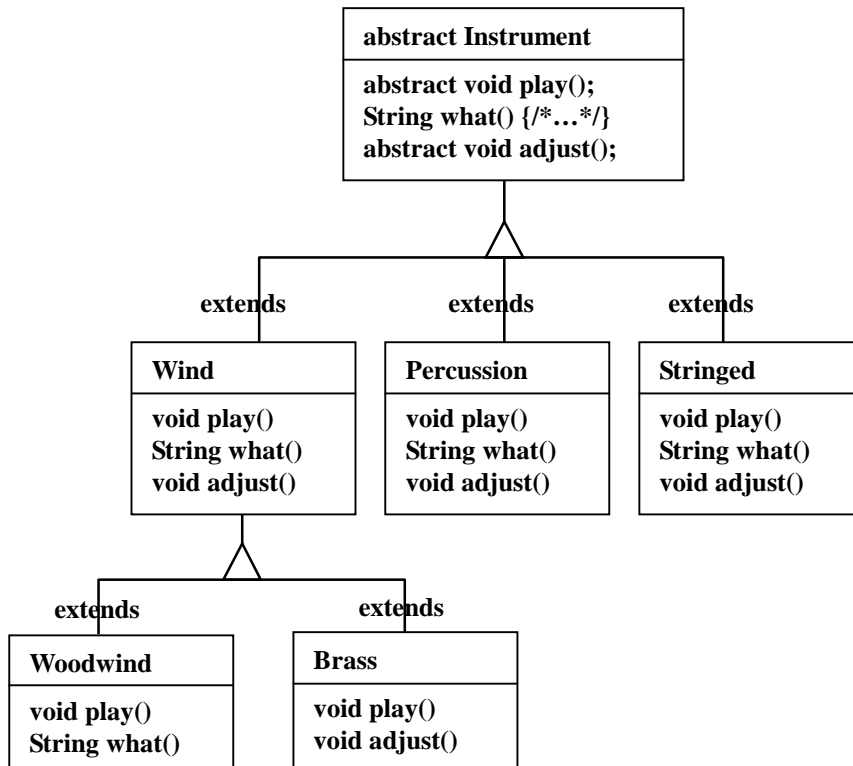 abstract Instrument
abstract void play();
String what() {/*…*/}
abstract void adjust();
extends
extends
extends
Wind
void play()
String what()
void adjust()
Percussion
void play()
String what()
void adjust()
Stringed
void play()
String what()
void adjust()
extends
extends
Woodwind
void play()
String what()
Brass
void play()
void adjust()